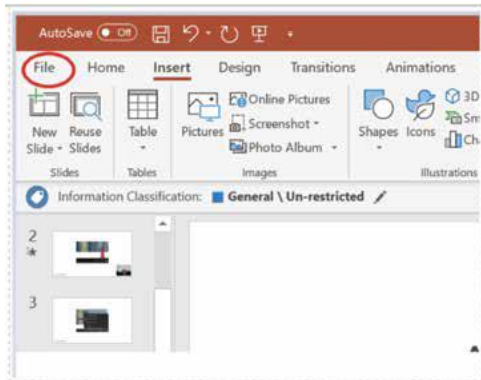 AutoSave Off
File Home Insert Design Transitions Animations
Online Pictures 3D
Screenshot Sm
New Reuse Table Pictures Photo Album Shapes Icons Ch
Slide Slides
Slides Tables Images Illustrations
Information Classification: General \ Un-restricted
2
3